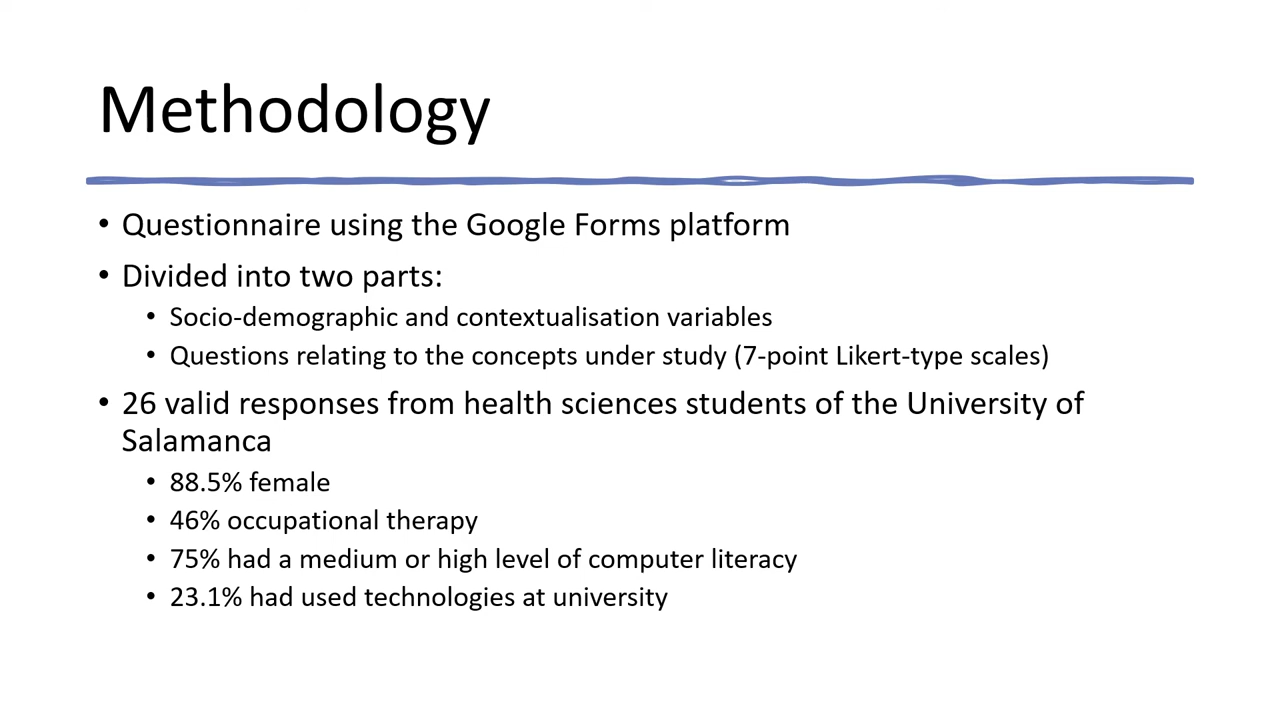 Methodology
• Questionnaire using the Google Forms platform
• Divided into two parts:
• Socio-demographic and contextualisation variables
• Questions relating to the concepts under study (7-point Likert-type scales)
• 26 valid responses from health sciences students of the University of
Salamanca
• 88.5% female
• 46% occupational therapy
• 75% had a medium or high level of computer literacy
• 23.1% had used technologies at university